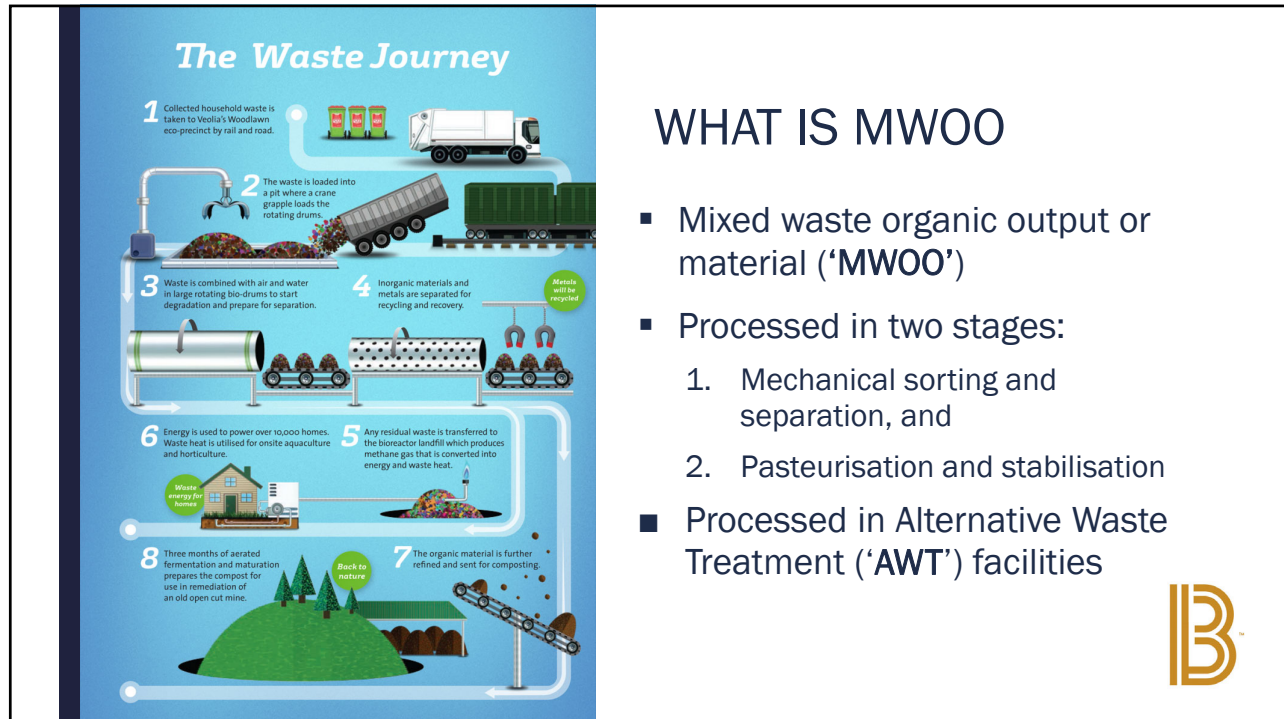 The Waste Journey
1 Collected household waste is
taken to Veolia's Woodlawn
eco-precinct by rail and road.
2 The waste is loaded into
a pit where a crane
grapple loads the
rotating drums.
3 Waste is combined with air and water
in large rotating bio-drums to start
degradation and prepare for separation.
4 Inorganic materials and
metals are separated for
recycling and recovery.
Metals
will be
recycled
5 Any residual waste is transferred to
the bioreactor landfill which produces
methane gas that is converted into
energy and waste heat.
6 Energy is used to power over 10,000 homes.
Waste heat is utilised for onsite aquaculture
and horticulture.
Waste
energy for
homes
7 The organic material is further
refined and sent for composting.
8 Three months of aerated
fermentation and maturation
prepares the compost for
use in remediation of
an old open cut mine.
Back to
nature
WHAT IS MWOO
▪ Mixed waste organic output or
material (‘MWOO’)
▪ Processed in two stages:
1. Mechanical sorting and
separation, and
2. Pasteurisation and stabilisation
■ Processed in Alternative Waste
Treatment (‘AWT’) facilities
B